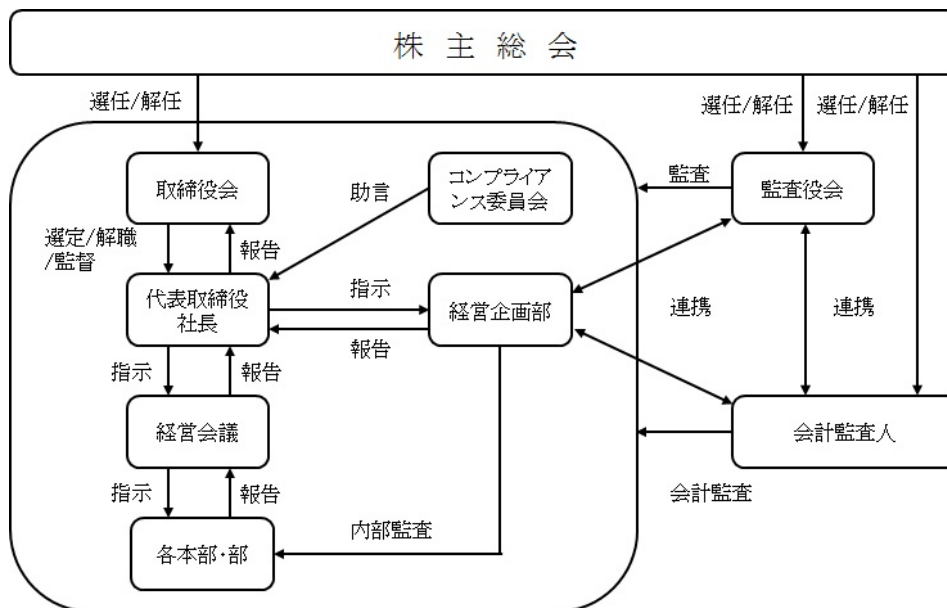 株主総会
選任/解任
選任/解任
選任/解任
取締役会
コンプライア
ンス委員会
監査
監査役会
助言
選定/解職
/監督
報告
代表取締役
社長
指示
経営企画部
報告
連携
連携
指示
報告
経営会議
会計監査人
指示
報告
会計監査
内部監査
各本部・部